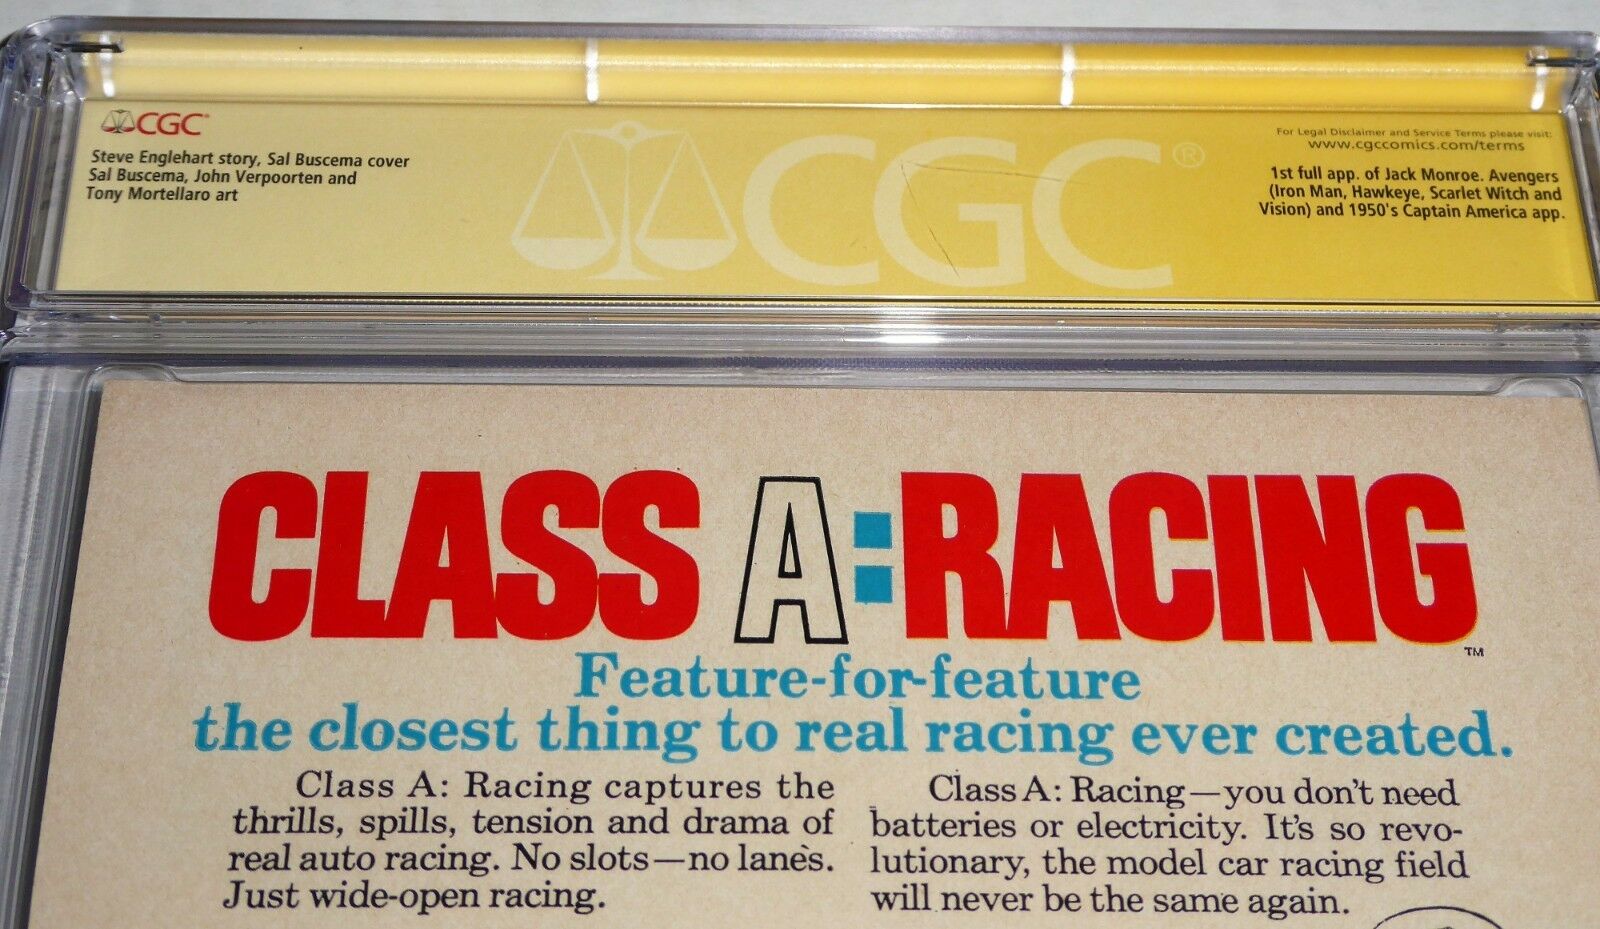 CGC®
Steve Englehart story, Sal Buscema cover
Sal Buscema, John Verpoorten and
Tony Mortellaro art
CGC®
For Legal Disclaimer and Service Terms please visit:
www.cgccomics.com/terms
1st full app. of Jack Monroe. Avengers
(Iron Man, Hawkeye, Scarlet Witch and
Vision) and 1950's Captain America app.
CLASS A:RACING™
Feature-for-feature
the closest thing to real racing ever created.
Class A: Racing captures the
thrills, spills, tension and drama of
real auto racing. No slots—no lanes.
Just wide-open racing.
Class A: Racing—you don't need
batteries or electricity. It's so revo-
lutionary, the model car racing field
will never be the same again.